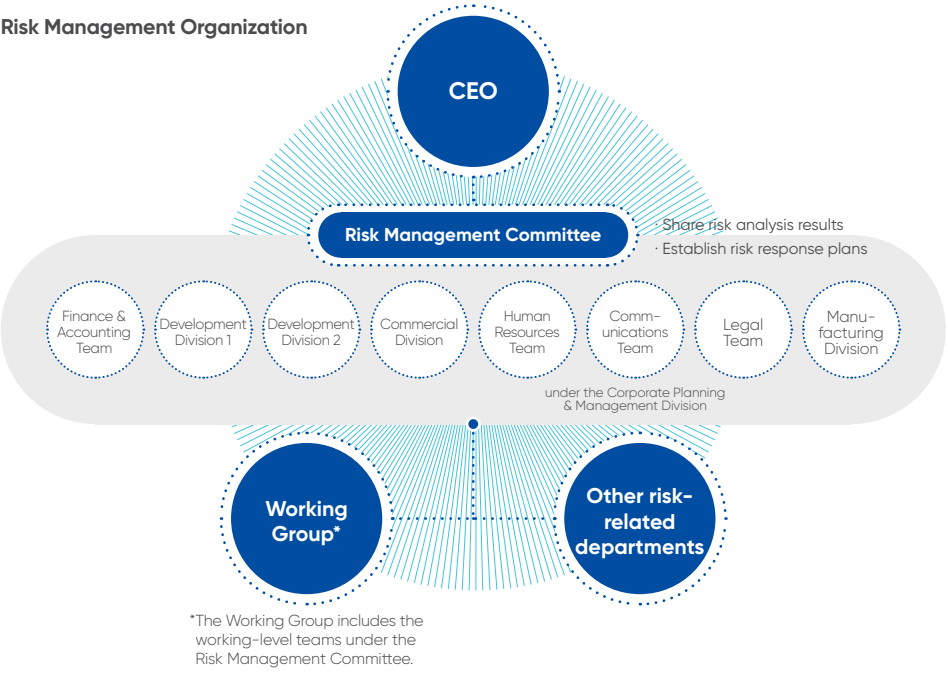 Risk Management Organization
CEO
Risk Management Committee
· Share risk analysis results
· Establish risk response plans
Finance &
Accounting
Team
Development
Division 1
Development
Division 2
Commercial
Division
Human
Resources
Team
Comm-
unications
Team
Legal
Team
Manu-
facturing
Division
under the Corporate Planning
& Management Division
Working
Group*
Other risk-
related
departments
*The Working Group includes the
working-level teams under the
Risk Management Committee.